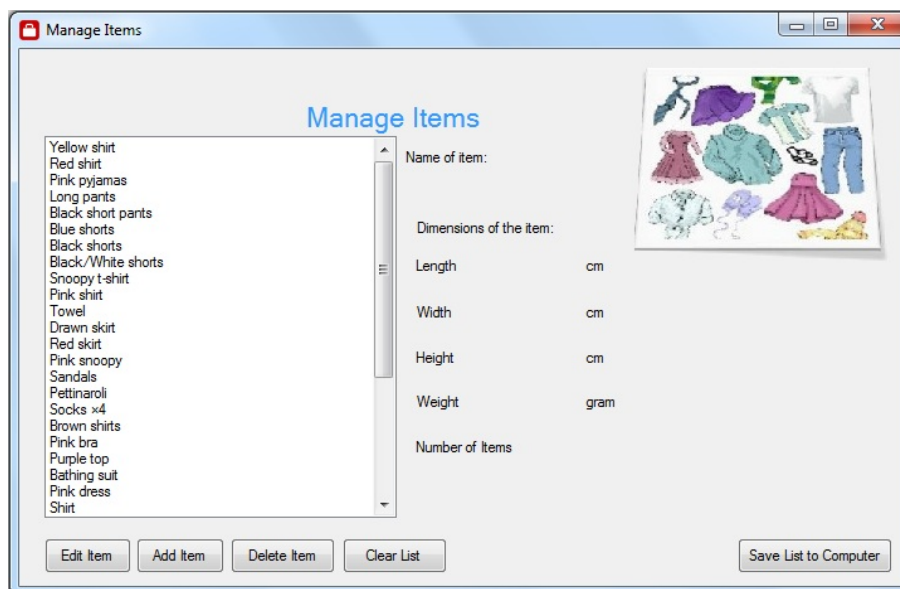 Manage Items
Manage Items
Yellow shirt
Red shirt
Pink pyjamas
Long pants
Black short pants
Blue shorts
Black shorts
Black/White shorts
Snoopy t-shirt
Pink shirt
Towel
Drawn skirt
Red skirt
Pink snoopy
Sandals
Pettinaroli
Socks ×4
Brown shirts
Pink bra
Purple top
Bathing suit
Pink dress
Shirt
Name of item:
Dimensions of the item:
Length cm
Width cm
Height cm
Weight gram
Number of Items
Edit Item Add Item Delete Item Clear List Save List to Computer